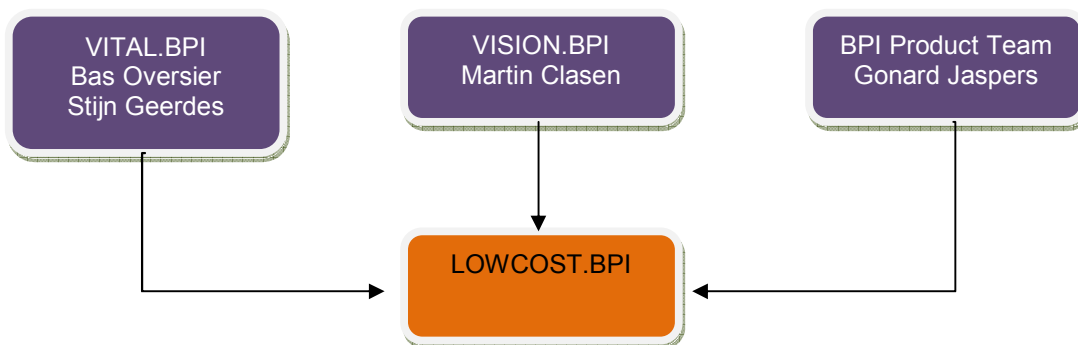 VITAL.BPI
Bas Oversier
Stijn Geerdes
VISION.BPI
Martin Clasen
BPI Product Team
Gonard Jaspers
LOWCOST.BPI